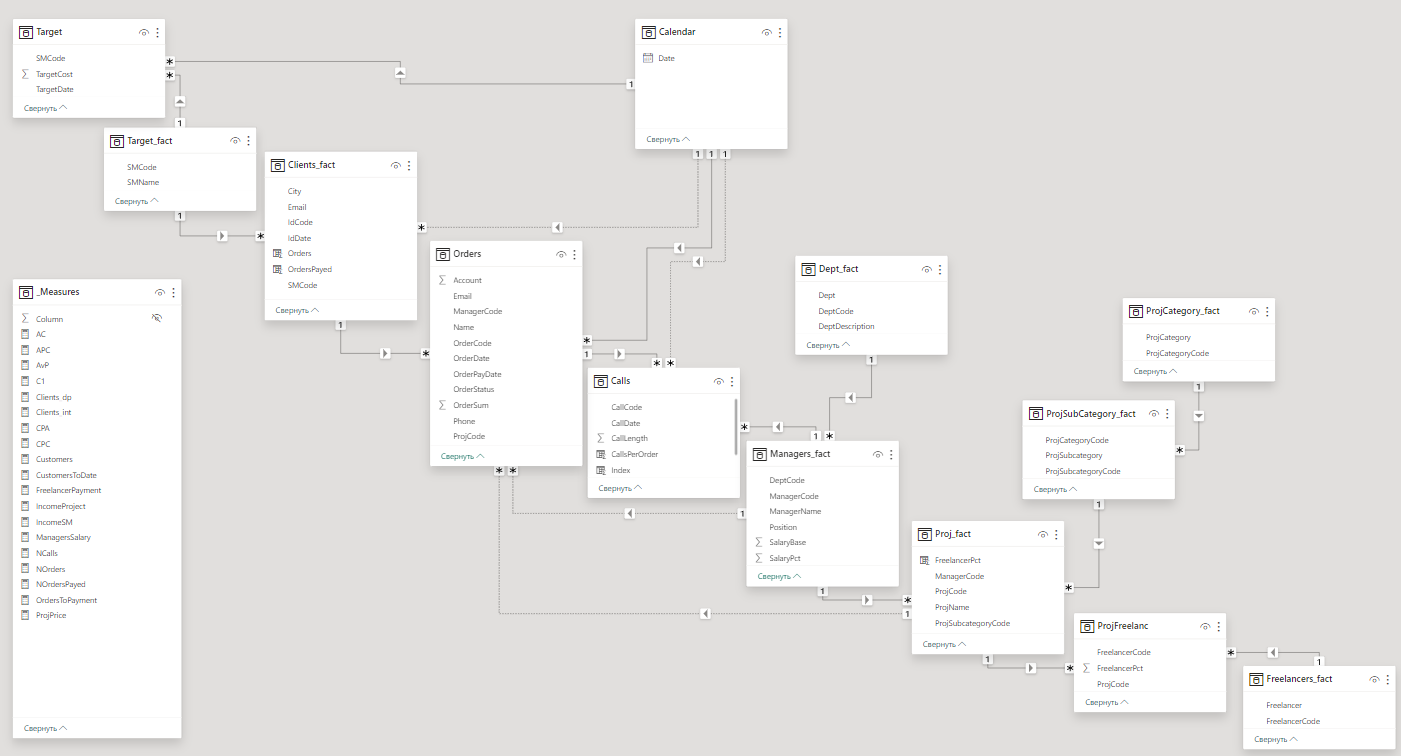 Target
SMCode
TargetCost
TargetDate
Свернуть
Calendar
Date
Свернуть
Target_fact
SMCode
SMName
Свернуть
Clients_fact
City
Email
IdCode
IdDate
Orders
OrdersPayed
SMCode
Свернуть
Orders
Account
Email
ManagerCode
Name
OrderCode
OrderDate
OrderPayDate
OrderStatus
OrderSum
Phone
ProjCode
Свернуть
_Measures
Column
AC
APC
AvP
C1
Clients_dp
Clients_int
CPA
CPC
Customers
CustomersToDate
FreelancerPayment
IncomeProject
IncomeSM
ManagersSalary
NCalls
NOrders
NOrdersPayed
OrdersToPayment
ProjPrice
Свернуть
Calls
CallCode
CallDate
CallLength
CallsPerOrder
Index
Свернуть
Dept_fact
Dept
DeptCode
DeptDescription
Свернуть
Managers_fact
DeptCode
ManagerCode
ManagerName
Position
SalaryBase
SalaryPct
Свернуть
ProjCategory_fact
ProjCategory
ProjCategoryCode
Свернуть
ProjSubCategory_fact
ProjCategoryCode
ProjSubcategory
ProjSubcategoryCode
Свернуть
Proj_fact
FreelancerPct
ManagerCode
ProjCode
ProjName
ProjSubcategoryCode
Свернуть
ProjFreelanc
FreelancerCode
FreelancerPct
ProjCode
Свернуть
Freelancers_fact
Freelancer
FreelancerCode
Свернуть